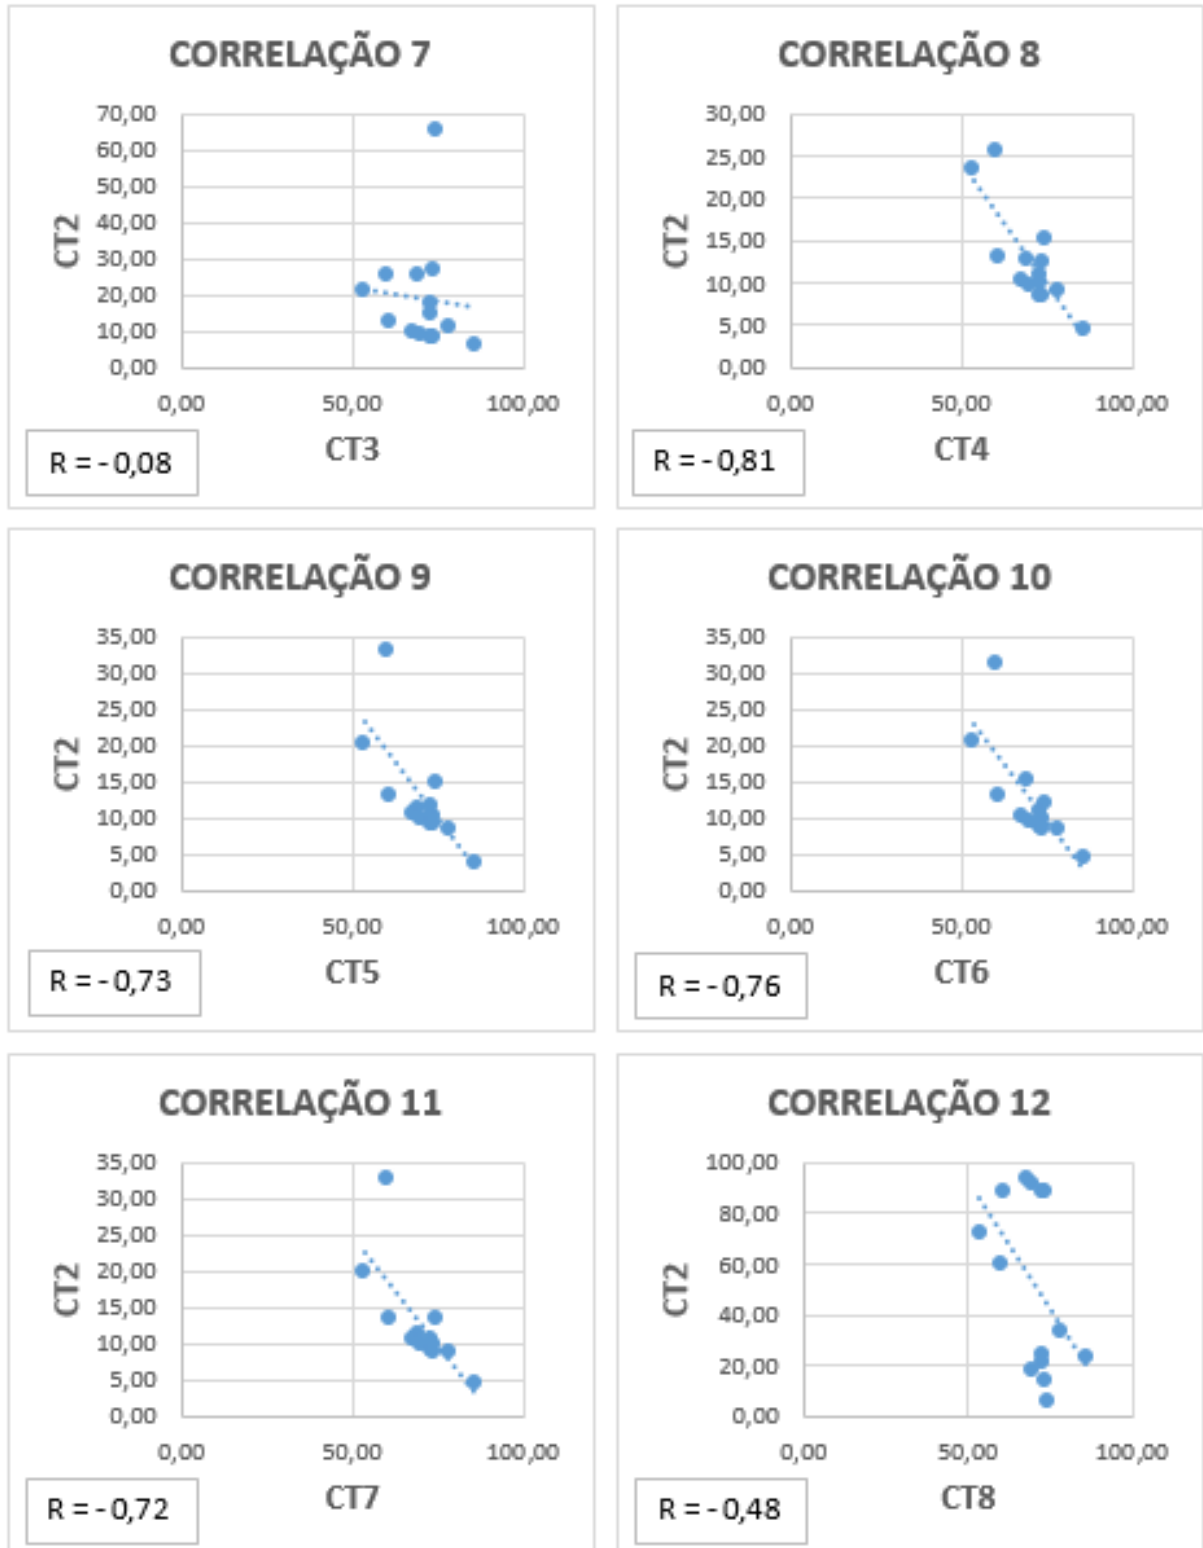 CORRELAÇÃO 7
70,00
60,00
50,00
40,00
30,00
20,00
10,00
0,00
CT2
0,00 50,00 100,00
CT3
R = - 0,08
CORRELAÇÃO 8
30,00
25,00
20,00
15,00
10,00
5,00
0,00
CT2
0,00 50,00 100,00
CT4
R = - 0,81
CORRELAÇÃO 9
35,00
30,00
25,00
20,00
15,00
10,00
5,00
0,00
CT2
0,00 50,00 100,00
CT5
R = - 0,73
CORRELAÇÃO 10
35,00
30,00
25,00
20,00
15,00
10,00
5,00
0,00
CT2
0,00 50,00 100,00
CT6
R = - 0,76
CORRELAÇÃO 11
35,00
30,00
25,00
20,00
15,00
10,00
5,00
0,00
CT2
0,00 50,00 100,00
CT7
R = - 0,72
CORRELAÇÃO 12
100,00
80,00
60,00
40,00
20,00
0,00
CT2
0,00 50,00 100,00
CT8
R = - 0,48